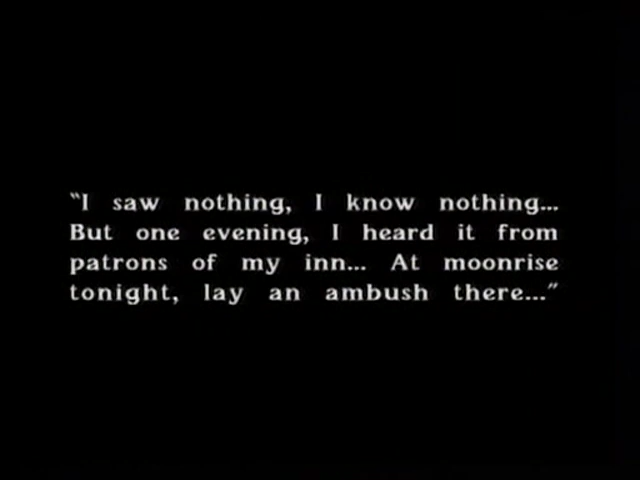 “I saw nothing, I know nothing...
But one evening, I heard it from
patrons of my inn... At moonrise
tonight, lay an ambush there...”